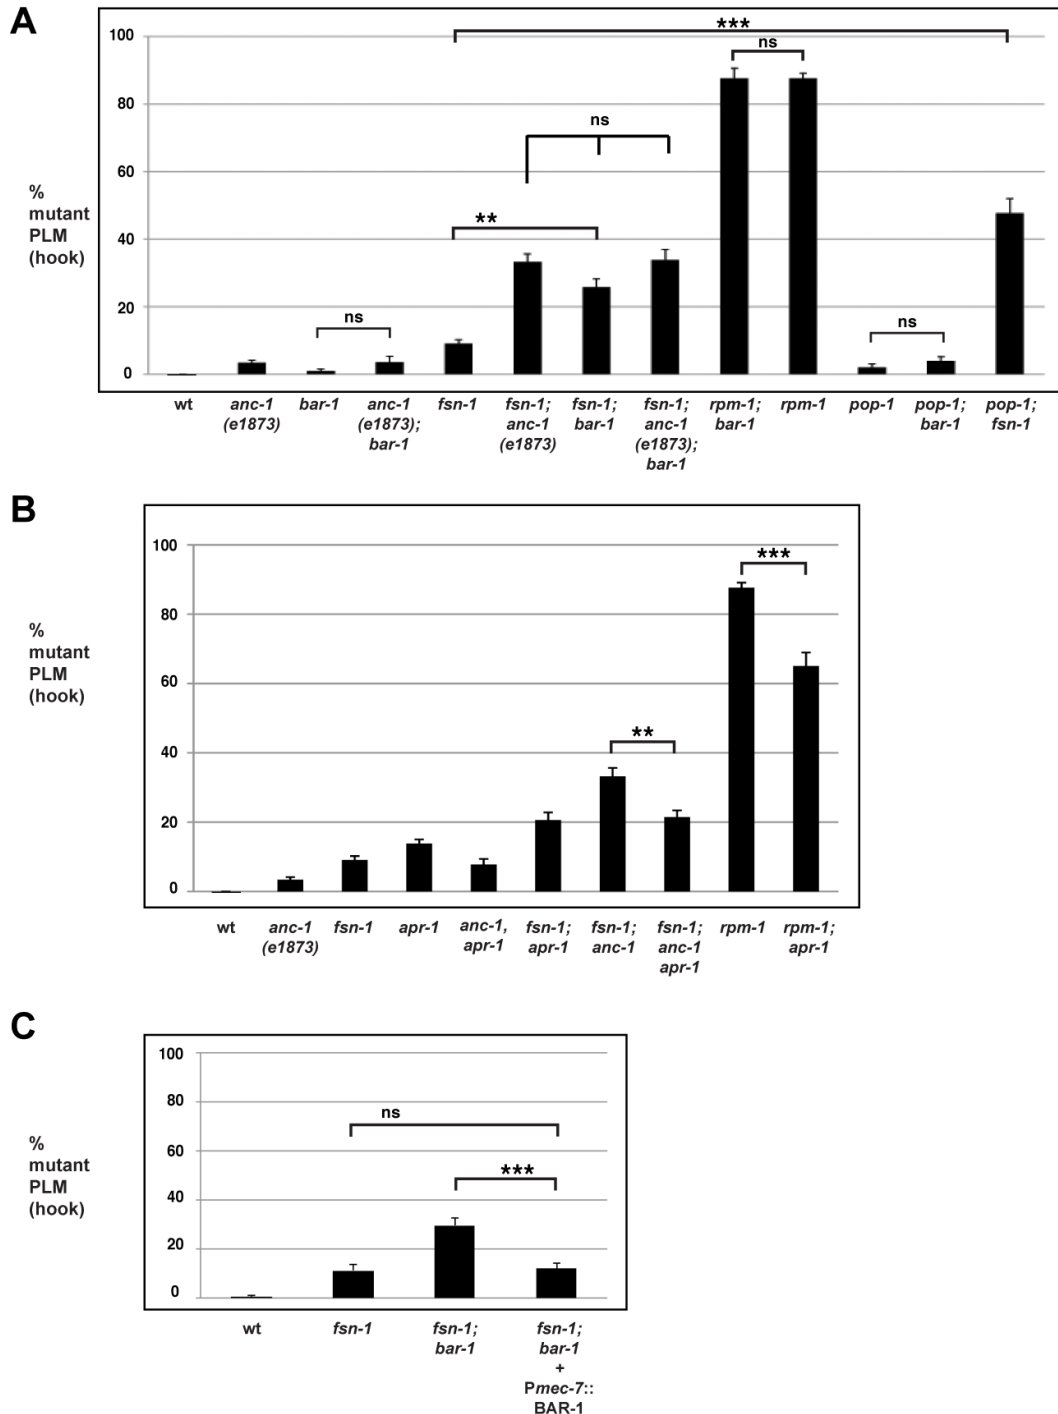 A
%
mutant
PLM
(hook)
100
80
60
40
20
0
***
ns
ns
**
ns
ns
wt
anc-1
(e1873)
bar-1
anc-1
(e1873);
bar-1
fsn-1
fsn-1;
anc-1
(e1873)
fsn-1;
bar-1
fsn-1;
anc-1
(e1873);
bar-1
rpm-1;
bar-1
rpm-1
pop-1
pop-1;
bar-1
pop-1;
fsn-1
B
%
mutant
PLM
(hook)
100
80
60
40
20
0
***
**
wt
anc-1
(e1873)
fsn-1
apr-1
anc-1,
apr-1
fsn-1;
apr-1
fsn-1;
anc-1
fsn-1;
anc-1
apr-1
rpm-1
rpm-1;
apr-1
C
%
mutant
PLM
(hook)
100
80
60
40
20
0
ns
***
wt
fsn-1
fsn-1;
bar-1
fsn-1;
bar-1
+
Pmec-7::
BAR-1